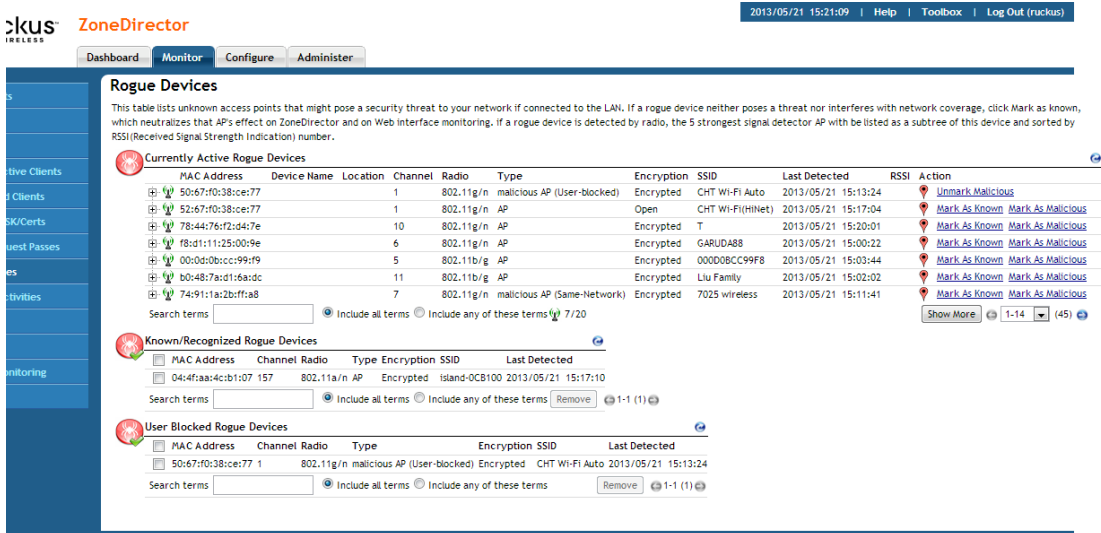 2013/05/21 15:21:09 | Help | Toolbox | Log Out (ruckus)
ckus ZoneDirector
IRELESS
Dashboard Monitor Configure Administer
Rogue Devices
This table lists unknown access points that might pose a security threat to your network if connected to the LAN. If a rogue device neither poses a threat nor interferes with network coverage, click Mark as known,
which neutralizes that AP's effect on ZoneDirector and on Web interface monitoring. if a rogue device is detected by radio, the 5 strongest signal detector AP with be listed as a subtree of this device and sorted by
RSSI(Received Signal Strength Indication) number.
ts
ctive Clients
d Clients
SK/Certs
uest Passes
es
ctivities
onitoring
Currently Active Rogue Devices
MAC Address Device Name Location Channel Radio Type Encryption SSID Last Detected RSSI Action
50:67:f0:38:ce:77 1 802.11g/n malicious AP (User-blocked) Encrypted CHT Wi-Fi Auto 2013/05/21 15:13:24 Unmark Malicious
52:67:f0:38:ce:77 1 802.11g/n AP Open CHT Wi-Fi(HiNet) 2013/05/21 15:17:04 Mark As Known Mark As Malicious
78:44:76:f2:d4:7e 10 802.11g/n AP Encrypted T 2013/05/21 15:20:01 Mark As Known Mark As Malicious
f8:d1:11:25:00:9e 6 802.11g/n AP Encrypted GARUDA88 2013/05/21 15:00:22 Mark As Known Mark As Malicious
00:0d:0b:cc:99:f9 5 802.11b/g AP Encrypted 000D0BCC99F8 2013/05/21 15:03:44 Mark As Known Mark As Malicious
b0:48:7a:d1:6a:dc 11 802.11b/g AP Encrypted Liu Family 2013/05/21 15:02:02 Mark As Known Mark As Malicious
74:91:1a:2b:ff:a8 7 802.11g/n malicious AP (Same-Network) Encrypted 7025 wireless 2013/05/21 15:11:41 Mark As Known Mark As Malicious
Search terms Include all terms Include any of these terms 7/20 Show More 1-14 (45)
Known/Recognized Rogue Devices
MAC Address Channel Radio Type Encryption SSID Last Detected
04:4f:aa:4c:b1:07 157 802.11a/n AP Encrypted island-0CB100 2013/05/21 15:17:10
Search terms Include all terms Include any of these terms Remove 1-1 (1)
User Blocked Rogue Devices
MAC Address Channel Radio Type Encryption SSID Last Detected
50:67:f0:38:ce:77 1 802.11g/n malicious AP (User-blocked) Encrypted CHT Wi-Fi Auto 2013/05/21 15:13:24
Search terms Include all terms Include any of these terms Remove 1-1 (1)